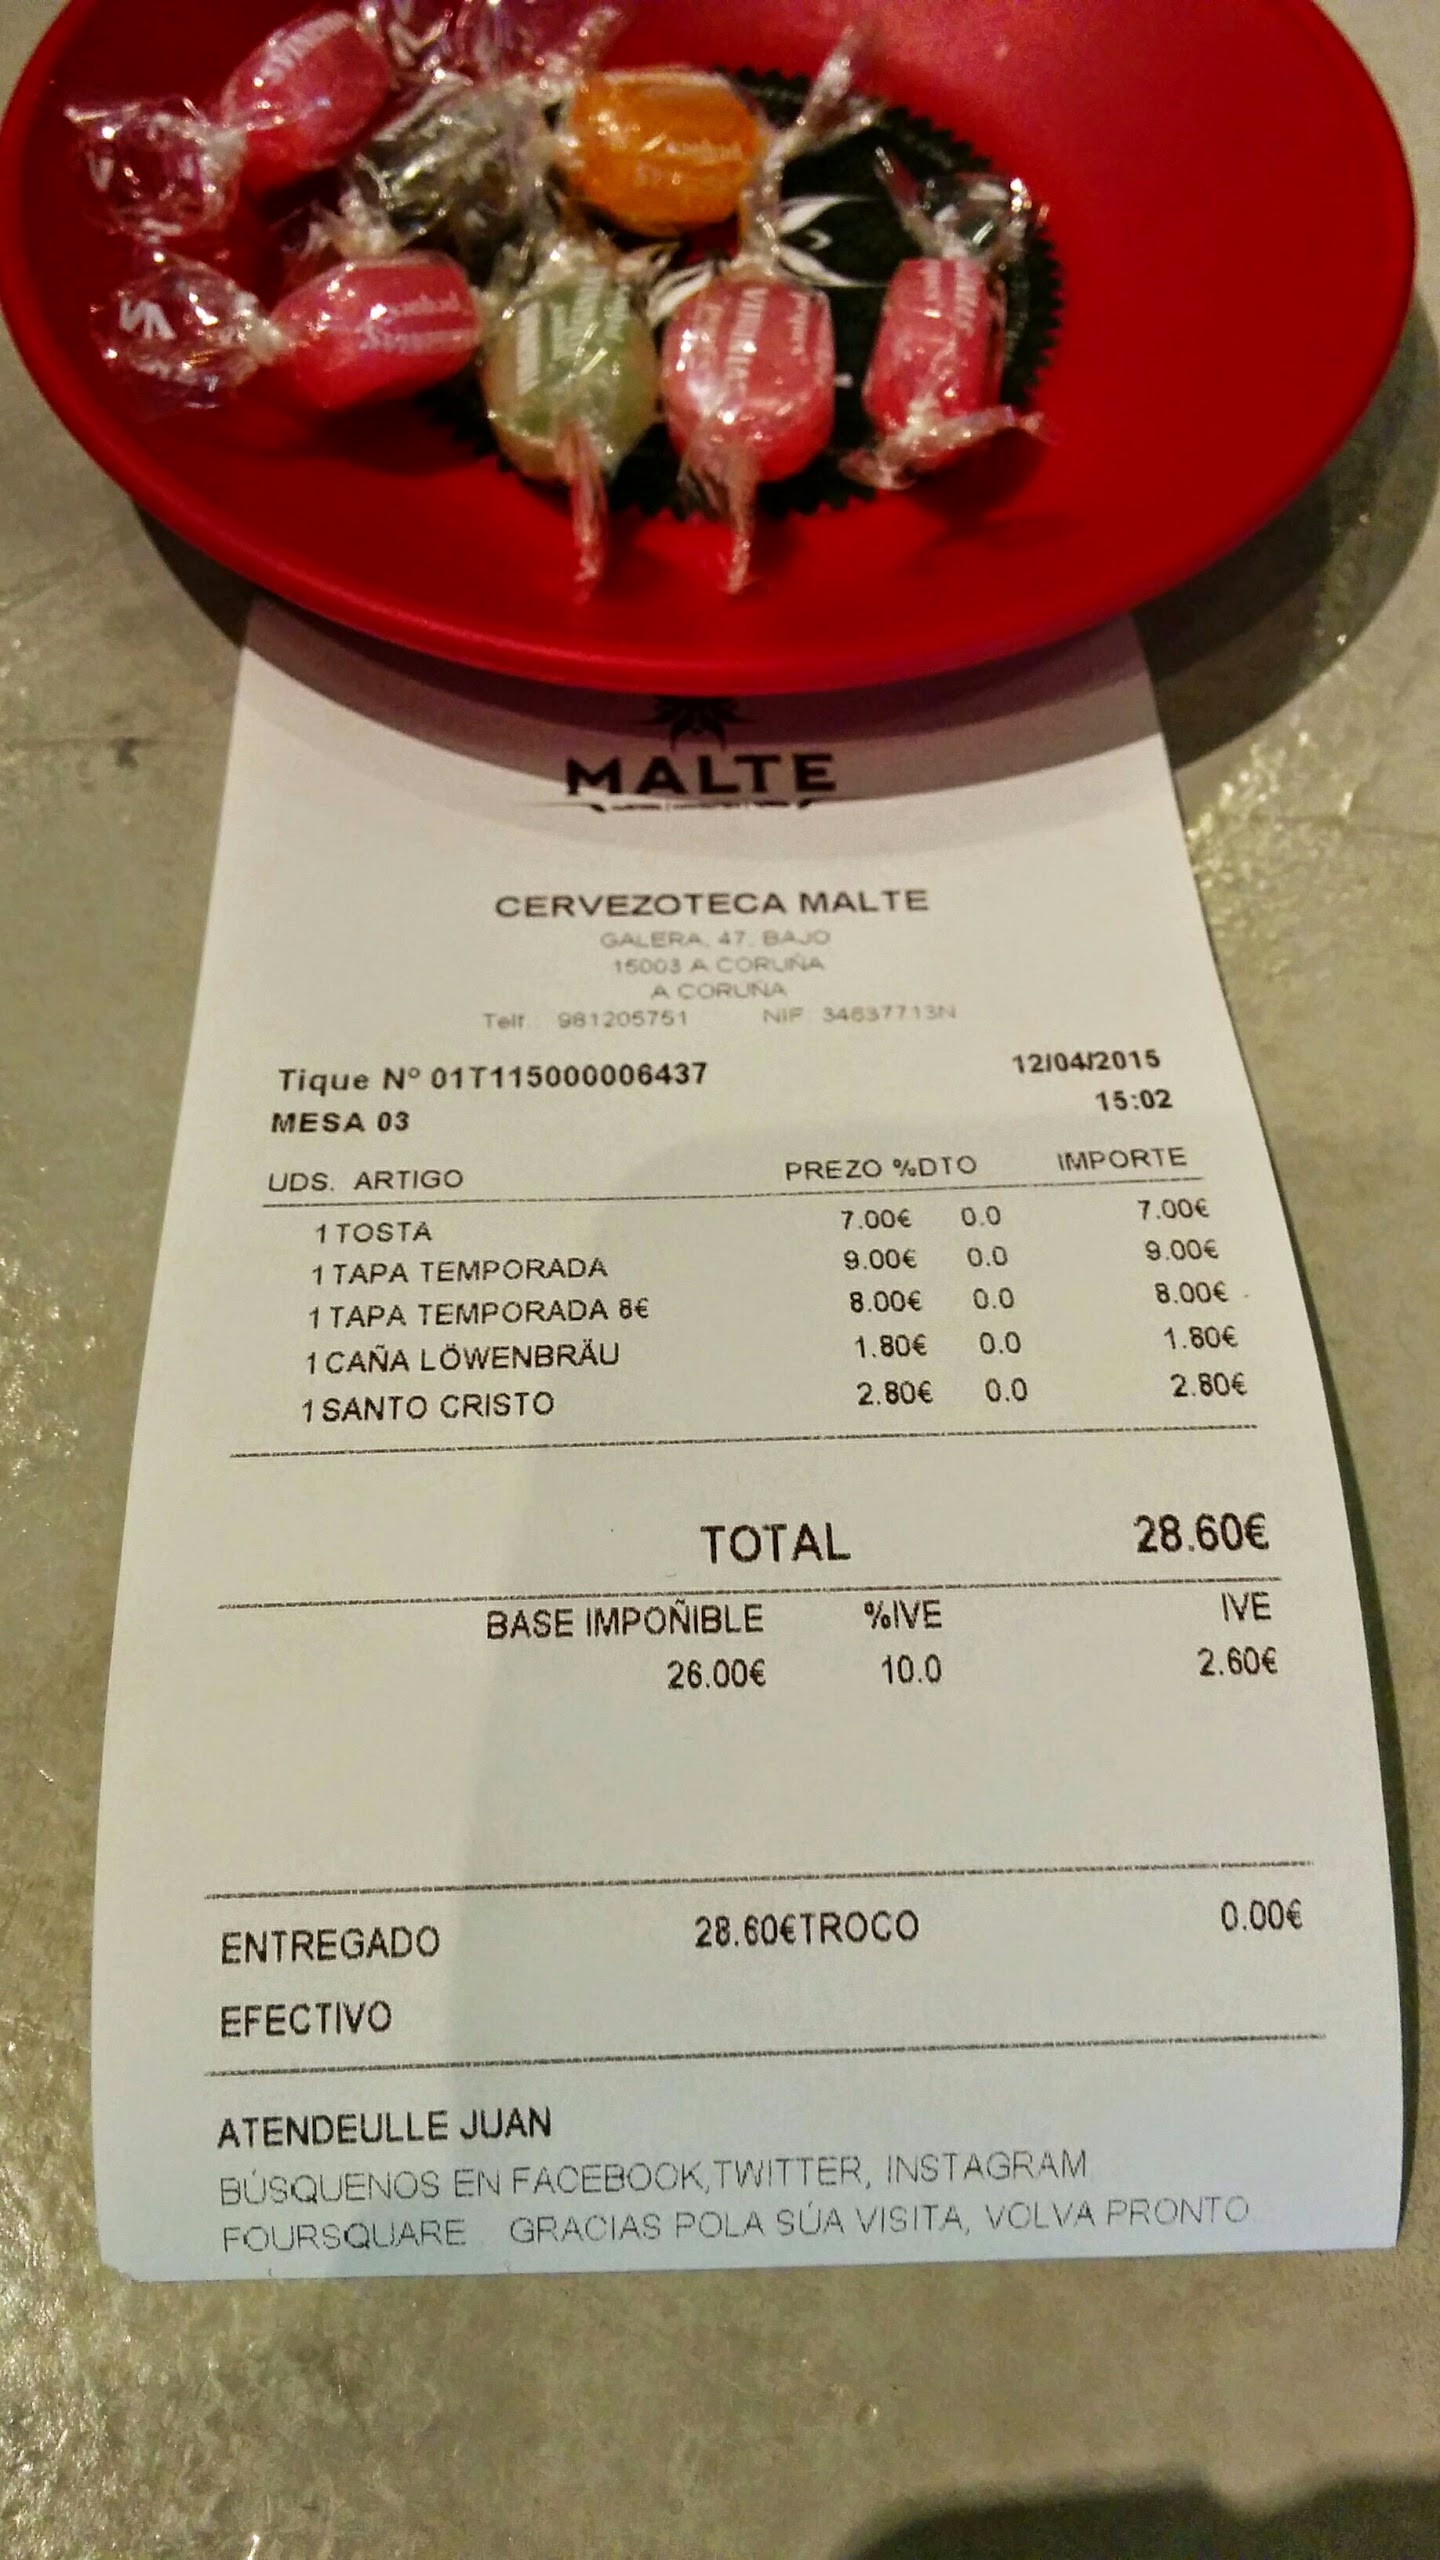 MALTE
CERVEZOTECA MALTE
GALERA, 47, BAJO
15003 A CORUÑA
A CORUÑA
Telf 981205751 NIF 34637713N
Tique Nº 01T115000006437 12/04/2015
MESA 03 15:02
UDS. ARTIGO PREZO %DTO IMPORTE
1 TOSTA 7.00€ 0.0 7.00€
1 TAPA TEMPORADA 9.00€ 0.0 9.00€
1 TAPA TEMPORADA 8€ 8.00€ 0.0 8.00€
1 CAÑA LÖWENBRÄU 1.80€ 0.0 1.80€
1 SANTO CRISTO 2.80€ 0.0 2.80€
TOTAL 28.60€
BASE IMPOÑIBLE %IVE IVE
26.00€ 10.0 2.60€
ENTREGADO 28.60€TROCO 0.00€
EFECTIVO
ATENDEULLE JUAN
BÚSQUENOS EN FACEBOOK,TWITTER, INSTAGRAM
FOURSQUARE GRACIAS POLA SÚA VISITA, VOLVA PRONTO